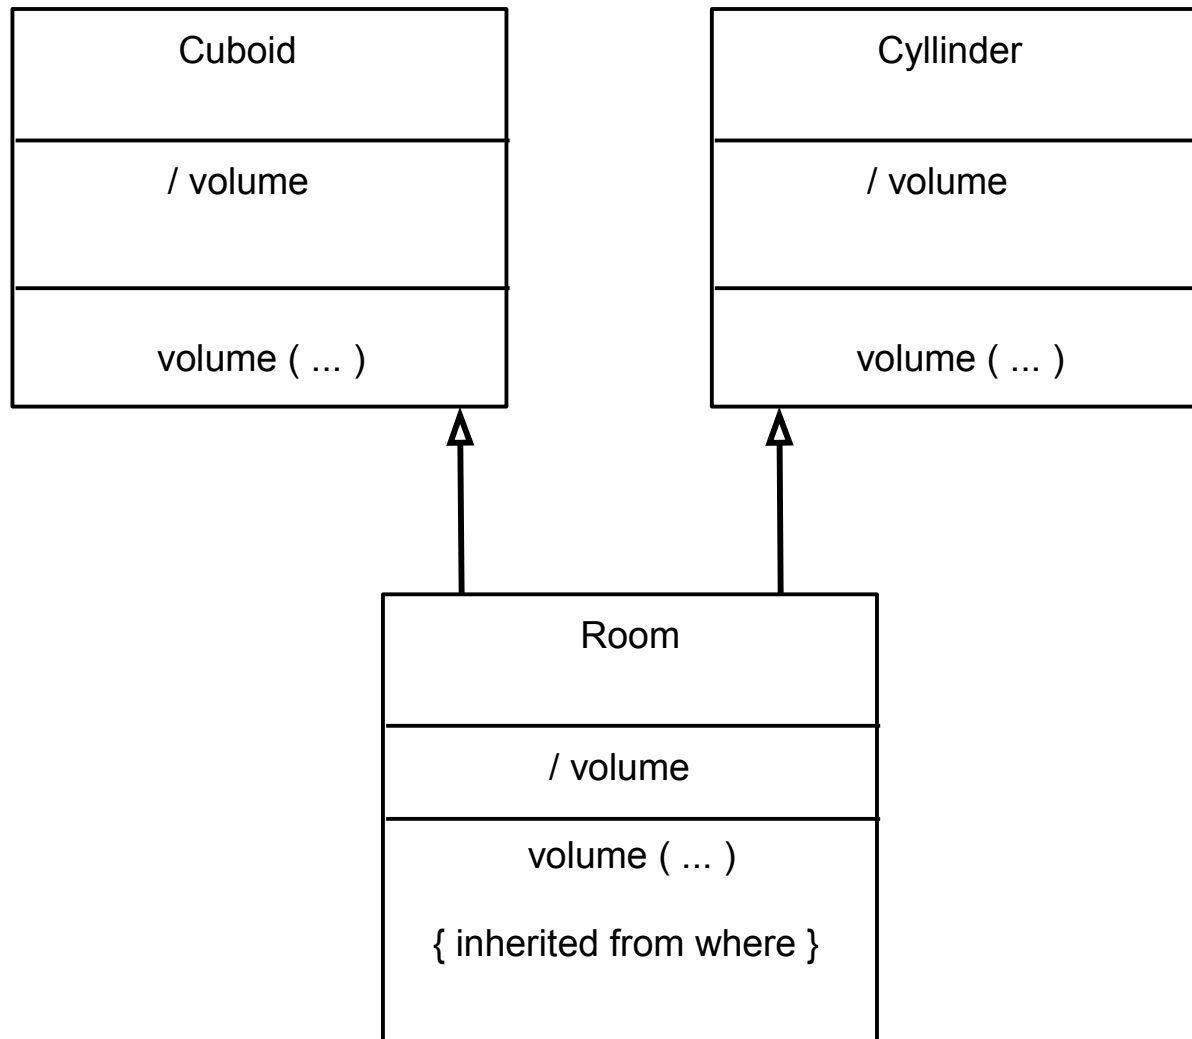 Cuboid
/ volume
volume ( ... )
Cyllinder
/ volume
volume ( ... )
Room
/ volume
volume ( ... )
{ inherited from where }